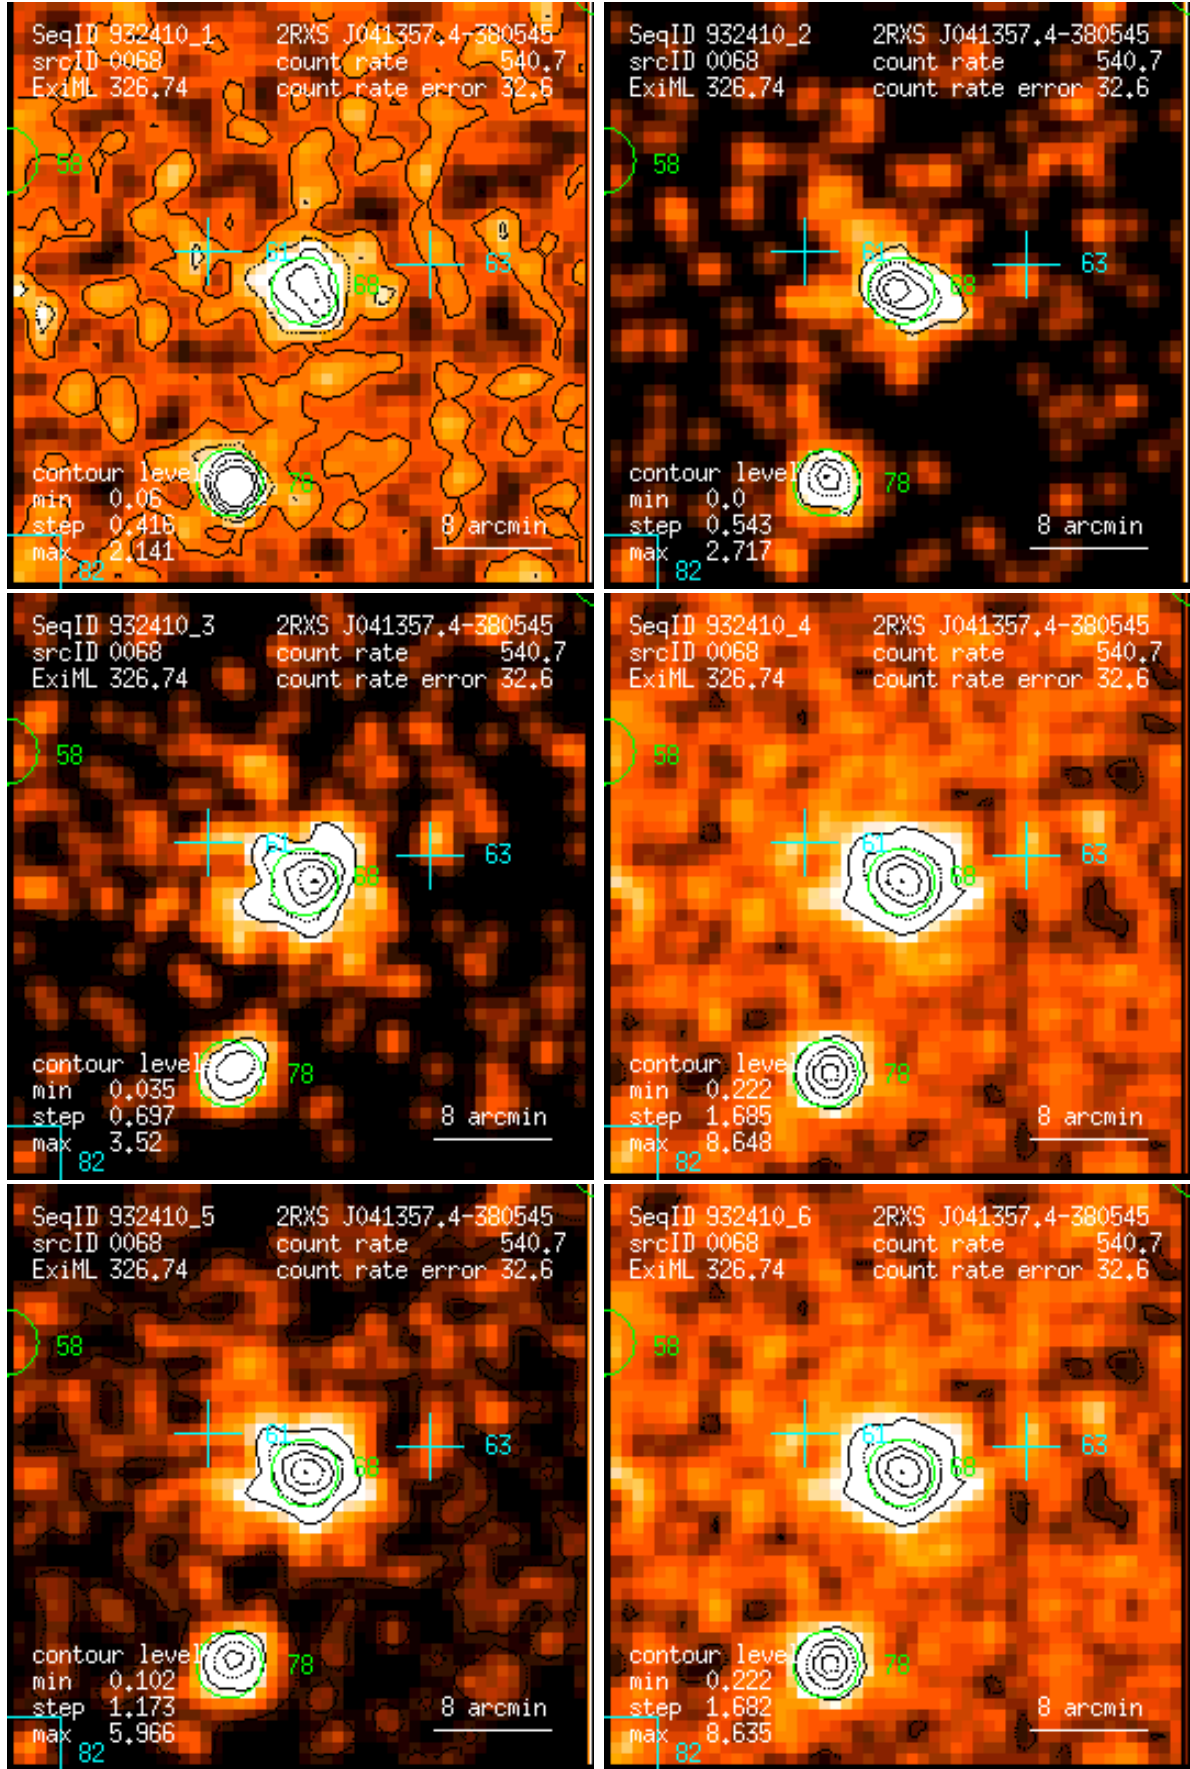 SeqID 932410_1 2RXS J041357.4-380545
srcID 0068 count rate 540.7
ExiML 326.74 count rate error 32.6
58
61
63
68
contour level
78
min 0.06
step 0.416 8 arcmin
max 2.141
82
SeqID 932410_2 2RXS J041357.4-380545
srcID 0068 count rate 540.7
ExiML 326.74 count rate error 32.6
58
61
63
68
contour level
78
min 0.0
step 0.543 8 arcmin
max 2.717
82
SeqID 932410_3 2RXS J041357.4-380545
srcID 0068 count rate 540.7
ExiML 326.74 count rate error 32.6
58
61
63
68
contour level
78
min 0.035
step 0.697 8 arcmin
max 3.52
82
SeqID 932410_4 2RXS J041357.4-380545
srcID 0068 count rate 540.7
ExiML 326.74 count rate error 32.6
58
61
63
68
contour level
78
min 0.222
step 1.685 8 arcmin
max 8.648
82
SeqID 932410_5 2RXS J041357.4-380545
srcID 0068 count rate 540.7
ExiML 326.74 count rate error 32.6
58
61
63
68
contour level
78
min 0.102
step 1.173 8 arcmin
max 5.966
82
SeqID 932410_6 2RXS J041357.4-380545
srcID 0068 count rate 540.7
ExiML 326.74 count rate error 32.6
58
61
63
68
contour level
78
min 0.222
step 1.682 8 arcmin
max 8.635
82